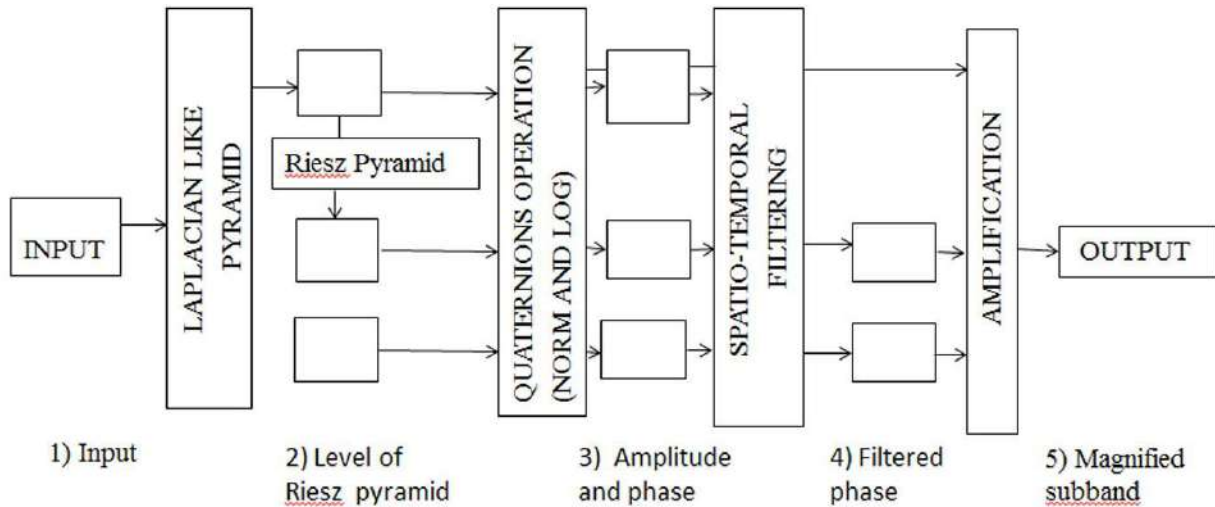 INPUT
LAPLACIAN LIKE
PYRAMID
Riesz Pyramid
QUATERNIONS OPERATION
(NORM AND LOG)
SPATIO-TEMPORAL
FILTERING
AMPLIFICATION
OUTPUT
1) Input
2) Level of
Riesz pyramid
3) Amplitude
and phase
4) Filtered
phase
5) Magnified
subband